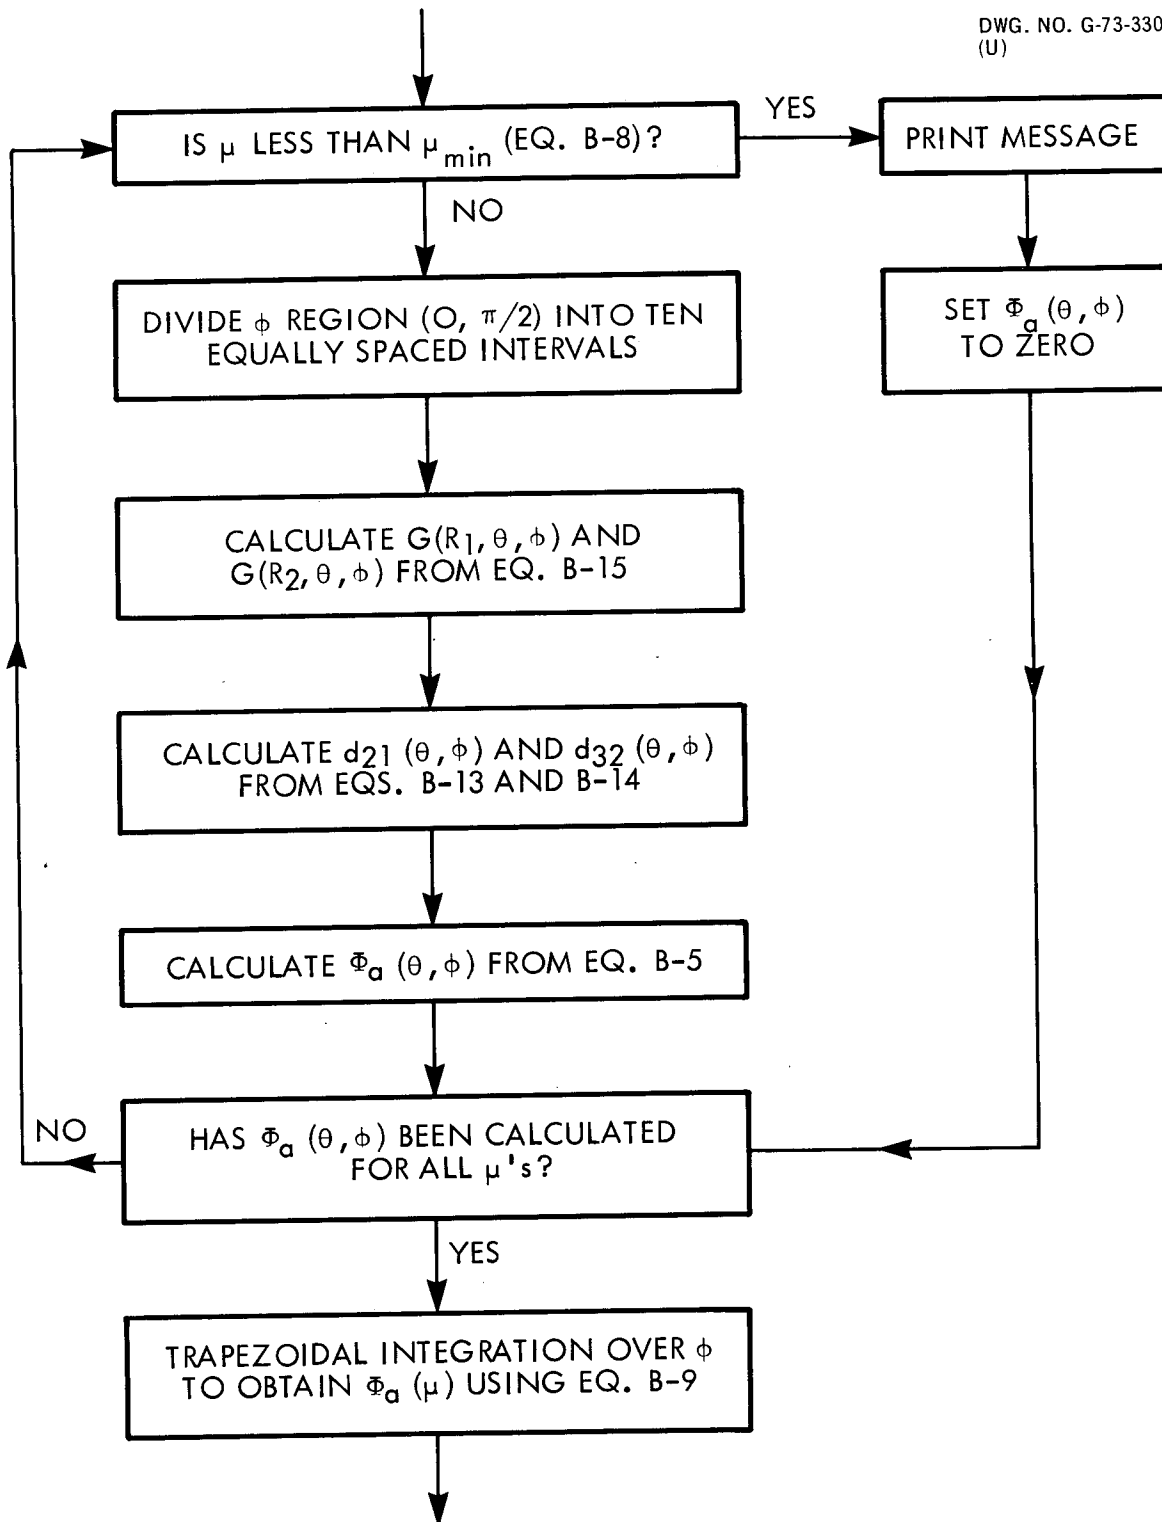 DWG. NO. G-73-330
(U)
IS μ LESS THAN μmin (EQ. B-8)?
YES
PRINT MESSAGE
NO
DIVIDE ϕ REGION (O, π/2) INTO TEN
EQUALLY SPACED INTERVALS
SET Φa (θ,ϕ)
TO ZERO
CALCULATE G(R1,θ,ϕ) AND
G(R2,θ,ϕ) FROM EQ. B-15
CALCULATE d21 (θ,ϕ) AND d32 (θ,ϕ)
FROM EQS. B-13 AND B-14
CALCULATE Φa (θ,ϕ) FROM EQ. B-5
NO
HAS Φa (θ,ϕ) BEEN CALCULATED
FOR ALL μ's?
YES
TRAPEZOIDAL INTEGRATION OVER ϕ
TO OBTAIN Φa (μ) USING EQ. B-9